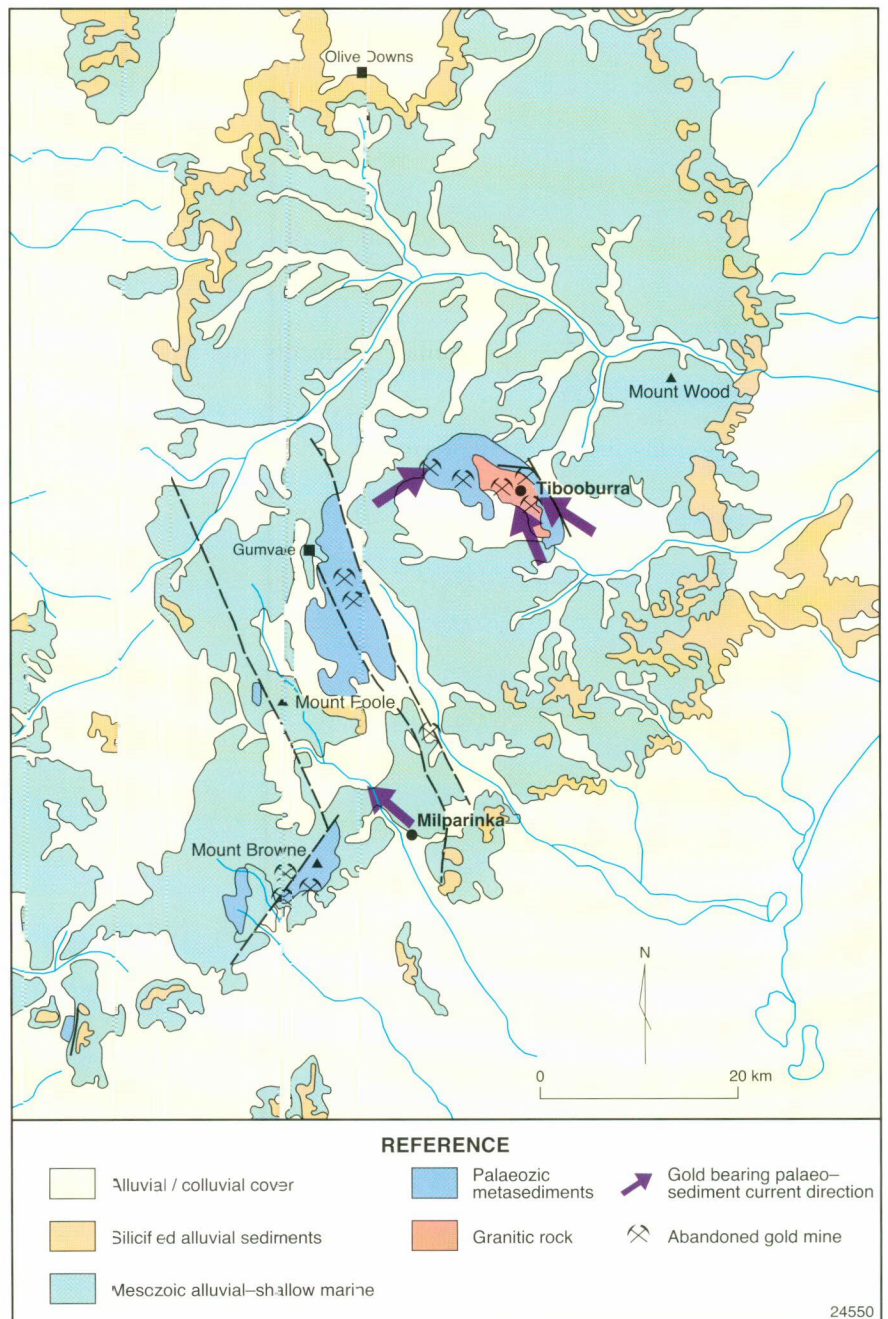 Olive Downs
Mount Wood
Tibooburra
Gumvale
Mount Poole
Milparinka
Mount Browne
N
0 20 km
REFERENCE
Alluvial / colluvial cover
Silicified alluvial sediments
Mesozoic alluvial–shallow marine
Palaeozic
metasediments
Granitic rock
Gold bearing palaeo–
sediment current direction
Abandoned gold mine
24550